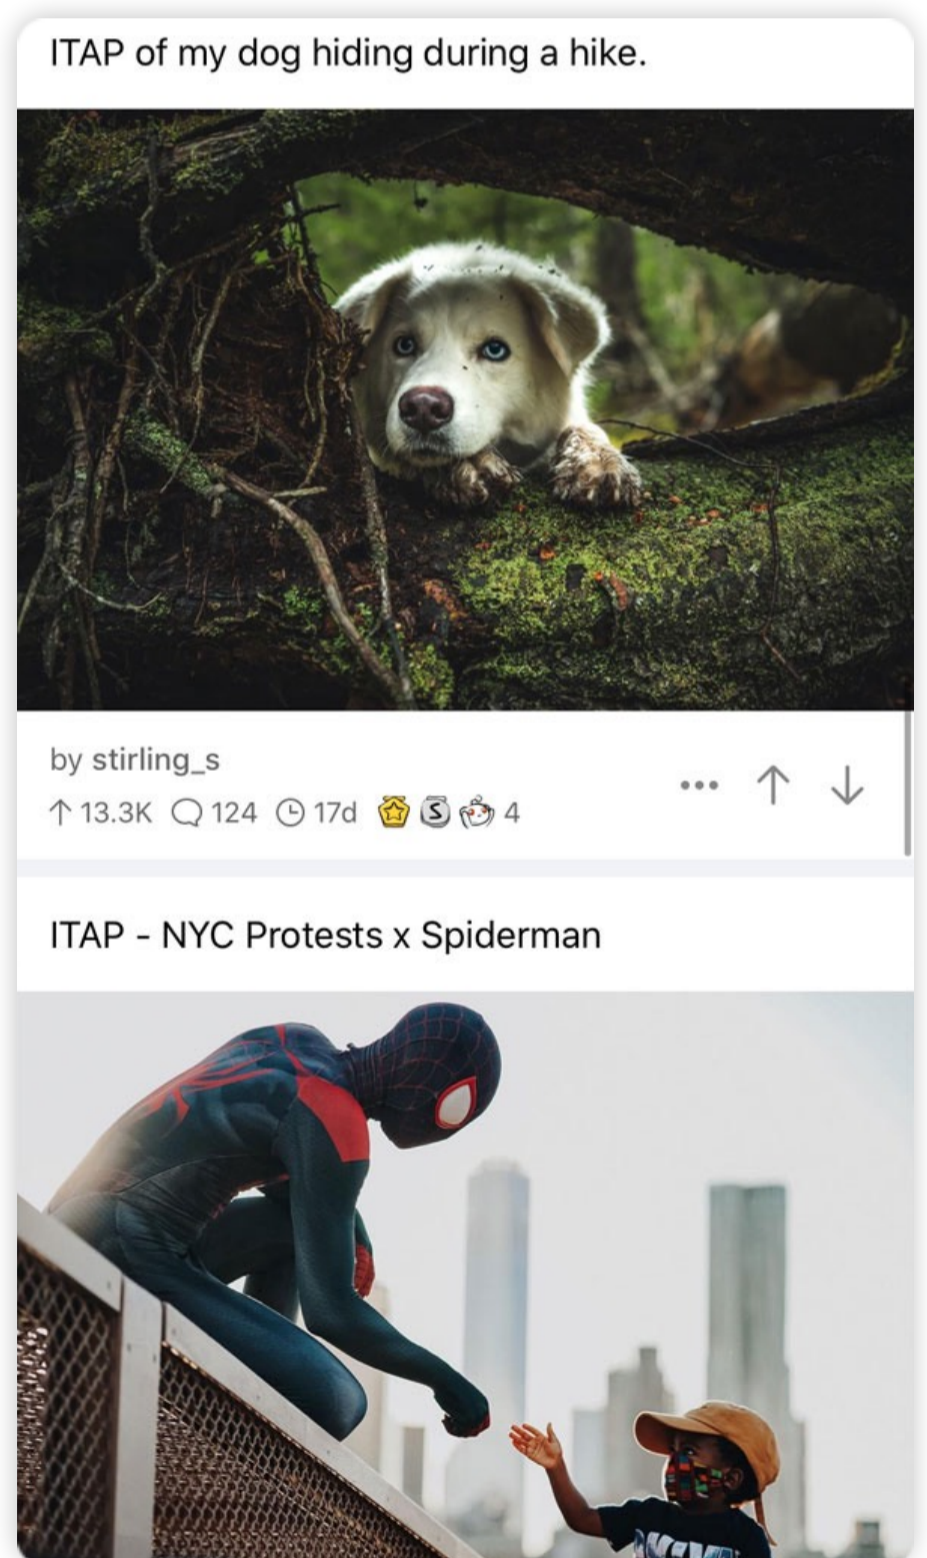 ITAP of my dog hiding during a hike.
by stirling_s
13.3K 124 17d S 4
ITAP - NYC Protests x Spiderman